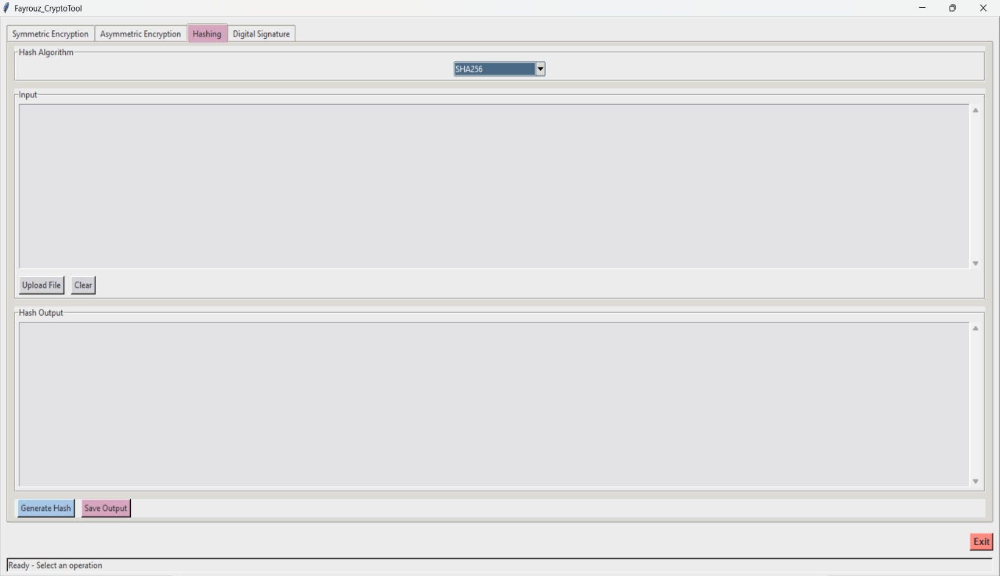 Fayrouz_CryptoTool
Symmetric Encryption Asymmetric Encryption Hashing Digital Signature
Hash Algorithm
SHA256
Input
Upload File Clear
Hash Output
Generate Hash Save Output
Exit
Ready - Select an operation